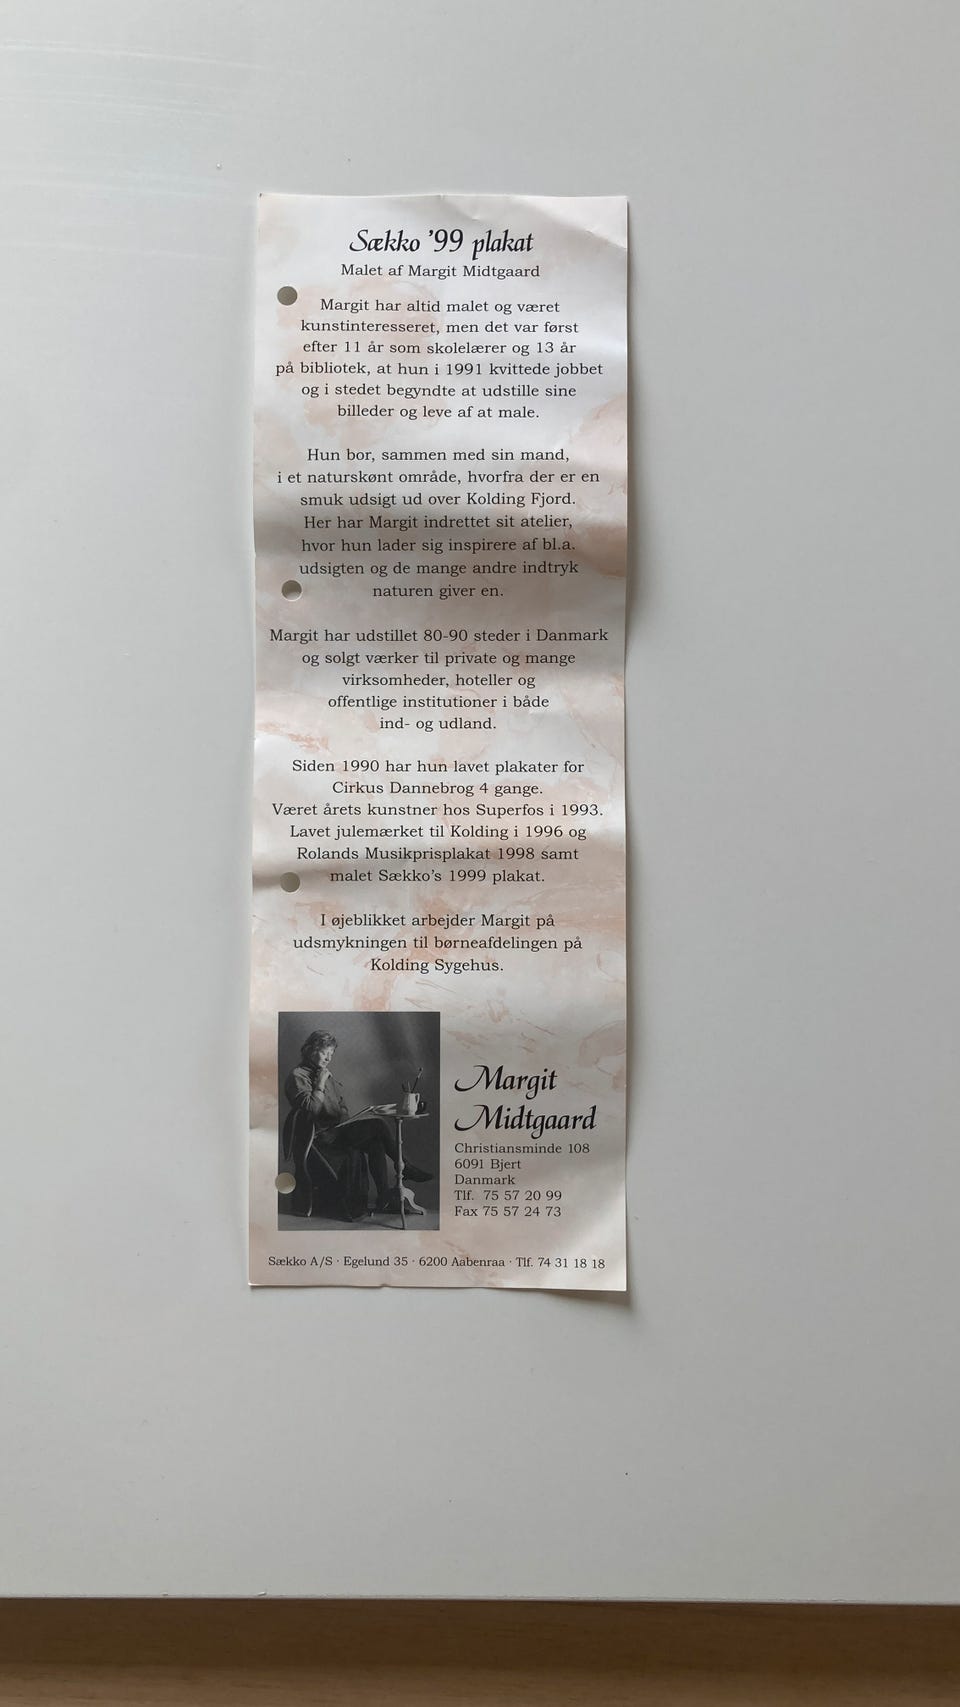 Sækko '99 plakat
Malet af Margit Midtgaard
Margit har altid malet og været
kunstinteresseret, men det var først
efter 11 år som skolelærer og 13 år
på bibliotek, at hun i 1991 kvittede jobbet
og i stedet begyndte at udstille sine
billeder og leve af at male.
Hun bor, sammen med sin mand,
i et naturskønt område, hvorfra der er en
smuk udsigt ud over Kolding Fjord.
Her har Margit indrettet sit atelier,
hvor hun lader sig inspirere af bl.a.
udsigten og de mange andre indtryk
naturen giver en.
Margit har udstillet 80-90 steder i Danmark
og solgt værker til private og mange
virksomheder, hoteller og
offentlige institutioner i både
ind- og udland.
Siden 1990 har hun lavet plakater for
Cirkus Dannebrog 4 gange.
Været årets kunstner hos Superfos i 1993.
Lavet julemærket til Kolding i 1996 og
Rolands Musikprisplakat 1998 samt
malet Sækko's 1999 plakat.
I øjeblikket arbejder Margit på
udsmykningen til børneafdelingen på
Kolding Sygehus.
Margit
Midtgaard
Christiansminde 108
6091 Bjert
Danmark
Tlf. 75 57 20 99
Fax 75 57 24 73
Sækko A/S · Egelund 35 · 6200 Aabenraa · Tlf. 74 31 18 18